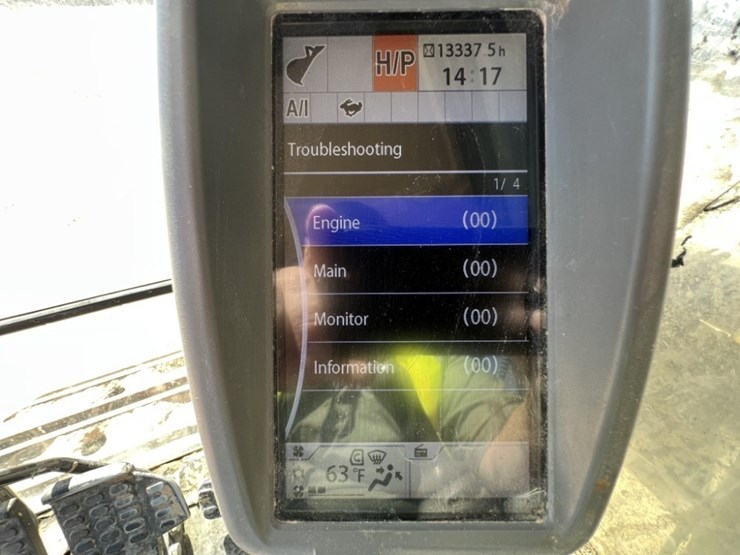 H/P
13337 5h
14:17
A/I
Troubleshooting
1/ 4
Engine (00)
Main (00)
Monitor (00)
Information (00)
63°F